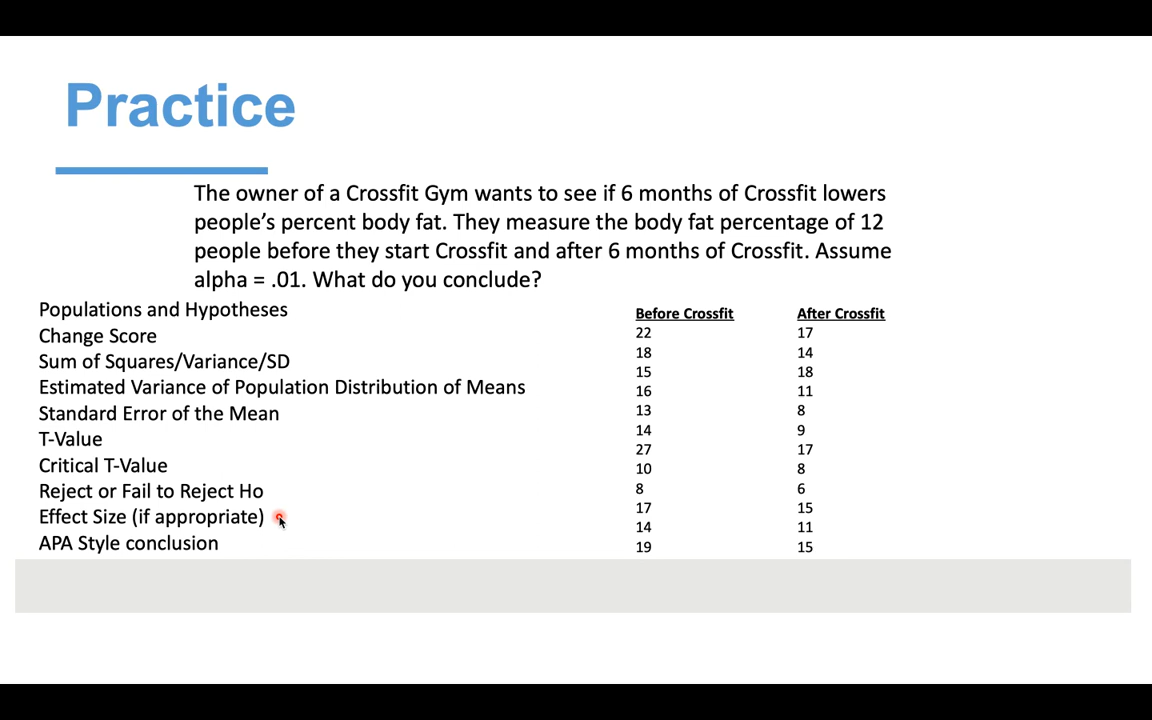 Practice
The owner of a Crossfit Gym wants to see if 6 months of Crossfit lowers
people's percent body fat. They measure the body fat percentage of 12
people before they start Crossfit and after 6 months of Crossfit. Assume
alpha = .01. What do you conclude?
Populations and Hypotheses
Change Score
Sum of Squares/Variance/SD
Estimated Variance of Population Distribution of Means
Standard Error of the Mean
T-Value
Critical T-Value
Reject or Fail to Reject Ho
Effect Size (if appropriate)
APA Style conclusion
Before Crossfit After Crossfit
22 17
18 14
15 18
16 11
13 8
14 9
27 17
10 8
8 6
17 15
14 11
19 15